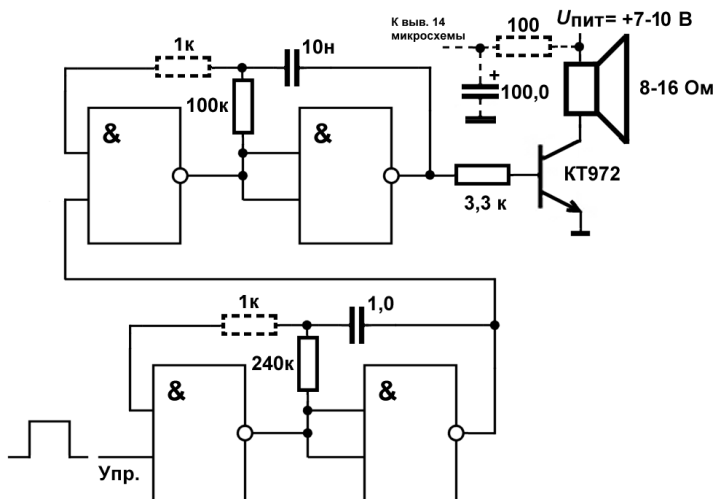 К выв. 14
микросхемы
100
Uпит= +7-10 В
1к
10н
100к
+
100,0
8-16 Ом
&
&
КТ972
3,3 к
1к
1,0
240к
&
&
Упр.